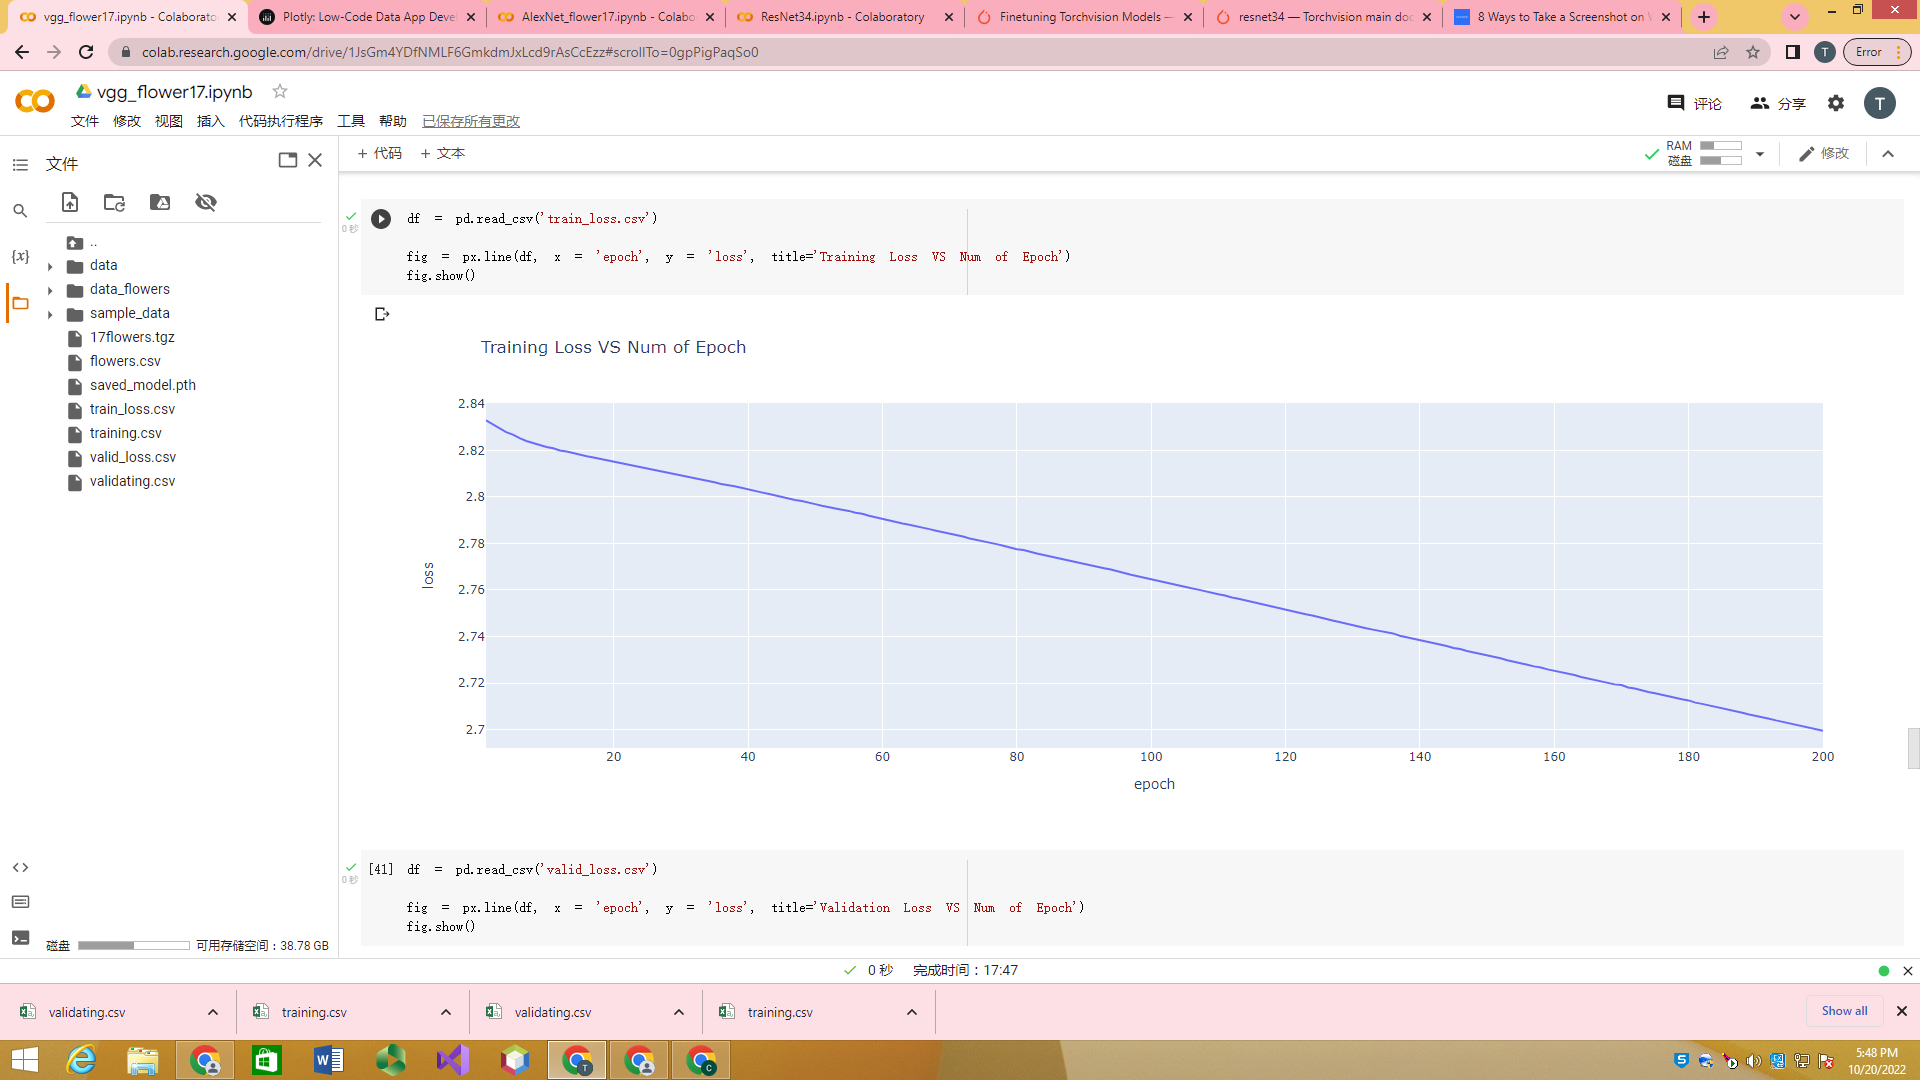 vgg_flower17.ipynb - Colaborato
Plotly: Low-Code Data App Devel
AlexNet_flower17.ipynb - Colabo
ResNet34.ipynb - Colaboratory
Finetuning Torchvision Models —
resnet34 — Torchvision main doc
8 Ways to Take a Screenshot on W
colab.research.google.com/drive/1JsGm4YDfNMLF6GmkdmJxLcd9rAsCcEzz#scrollTo=0gpPigPaqSo0
T
Error
vgg_flower17.ipynb
文件 修改 视图 插入 代码执行程序 工具 帮助 已保存所有更改
评论
分享
T
文件
+ 代码 + 文本
RAM
磁盘
修改
{x}
..
data
data_flowers
sample_data
17flowers.tgz
flowers.csv
saved_model.pth
train_loss.csv
training.csv
valid_loss.csv
validating.csv
磁盘
可用存储空间：38.78 GB
0 秒
df = pd.read_csv('train_loss.csv')
fig = px.line(df, x = 'epoch', y = 'loss', title='Training Loss VS Num of Epoch')
fig.show()
Training Loss VS Num of Epoch
2.84
2.82
2.8
2.78
2.76
2.74
2.72
2.7
loss
20 40 60 80 100 120 140 160 180 200
epoch
0 秒
[41] df = pd.read_csv('valid_loss.csv')
fig = px.line(df, x = 'epoch', y = 'loss', title='Validation Loss VS Num of Epoch')
fig.show()
0 秒 完成时间：17:47
validating.csv
training.csv
validating.csv
training.csv
Show all
5:48 PM
10/20/2022